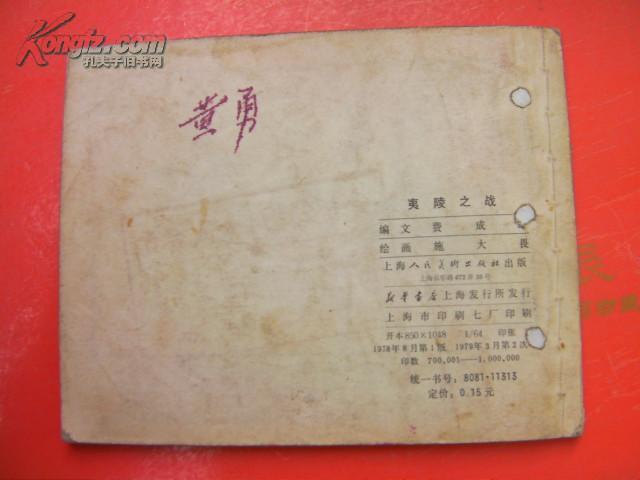 Kongfz.com
孔夫子旧书网
黄勇
夷陵之战
编文 费成
绘画 施大畏
上海人民美术出版社出版
上海长乐路672弄33号
新华书店上海发行所发行
上海市印刷七厂印刷
开本850×1048 1/64 印张
1978年8月第1版 1979年3月第2次
印数 700,001—1,000,000
统一书号：8081·11313
定价：0.15元